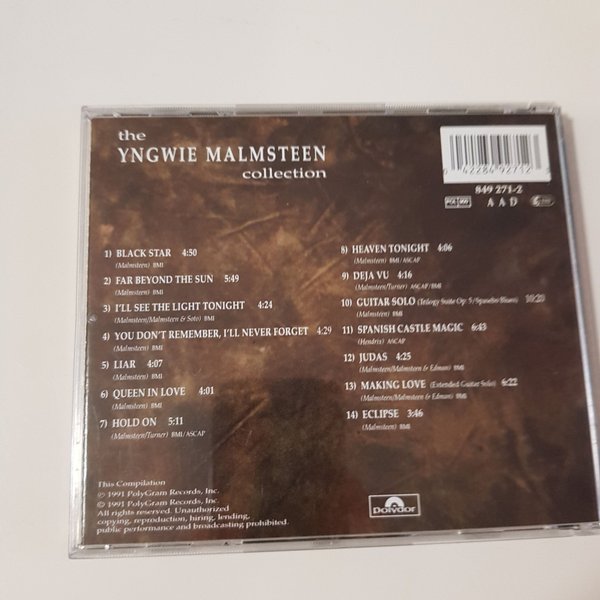 the
YNGWIE MALMSTEEN
collection
0 42284 92712
849 271-2
A A D
1) BLACK STAR 4:50
(Malmsteen) BMI
2) FAR BEYOND THE SUN 5:49
(Malmsteen) BMI
3) I'LL SEE THE LIGHT TONIGHT 4:24
(Malmsteen/Malmsteen & Soto) BMI
4) YOU DON'T REMEMBER, I'LL NEVER FORGET 4:29
(Malmsteen) BMI
5) LIAR 4:07
(Malmsteen) BMI
6) QUEEN IN LOVE 4:01
(Malmsteen) BMI
7) HOLD ON 5:11
(Malmsteen/Turner) BMI/ASCAP
8) HEAVEN TONIGHT 4:06
(Malmsteen) BMI/ASCAP
9) DEJA VU 4:16
(Malmsteen/Turner) ASCAP/BMI
10) GUITAR SOLO (Trilogy Suite Op. 5/Spasebo Blues) 10:20
(Malmsteen) BMI
11) SPANISH CASTLE MAGIC 6:43
(Hendrix) ASCAP
12) JUDAS 4:25
(Malmsteen/Malmsteen & Edman) BMI
13) MAKING LOVE (Extended Guitar Solo) 6:22
(Malmsteen/Malmsteen & Edman) BMI
14) ECLIPSE 3:46
(Malmsteen) BMI
This Compilation
℗ 1991 PolyGram Records, Inc.
© 1991 PolyGram Records, Inc.
All rights reserved. Unauthorized
copying, reproduction, hiring, lending,
public performance and broadcasting prohibited.
Polydor